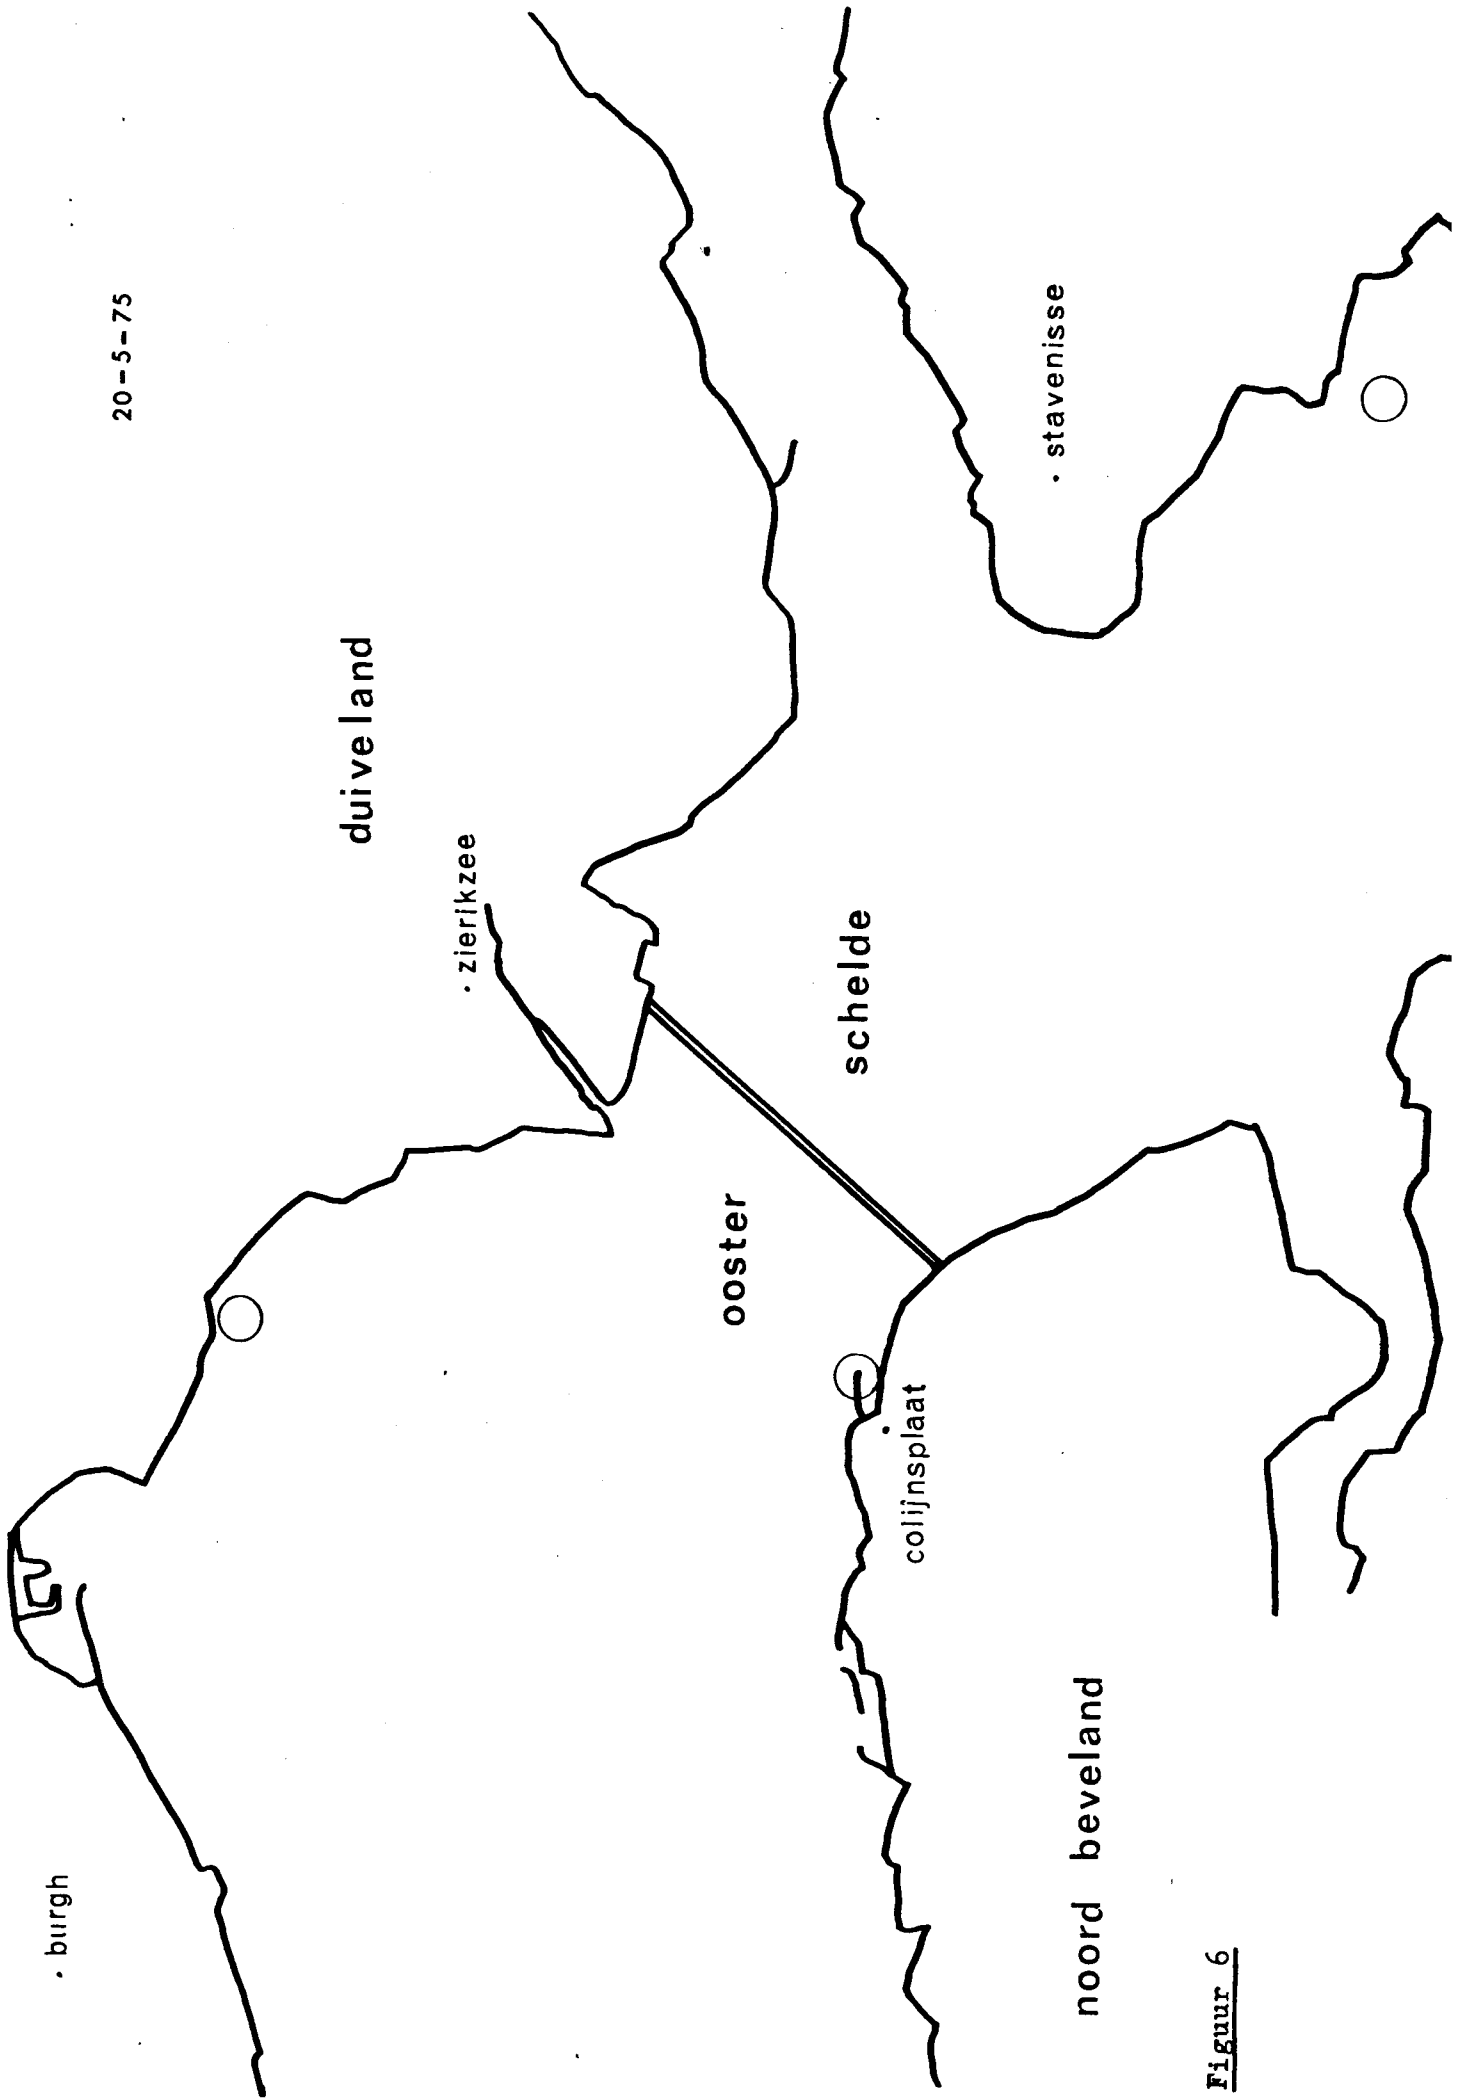 20-5-75
• burgh
duiveland
• zierikzee
ooster
schelde
• stavenisse
colijnsplaat
noord beveland
Figuur 6